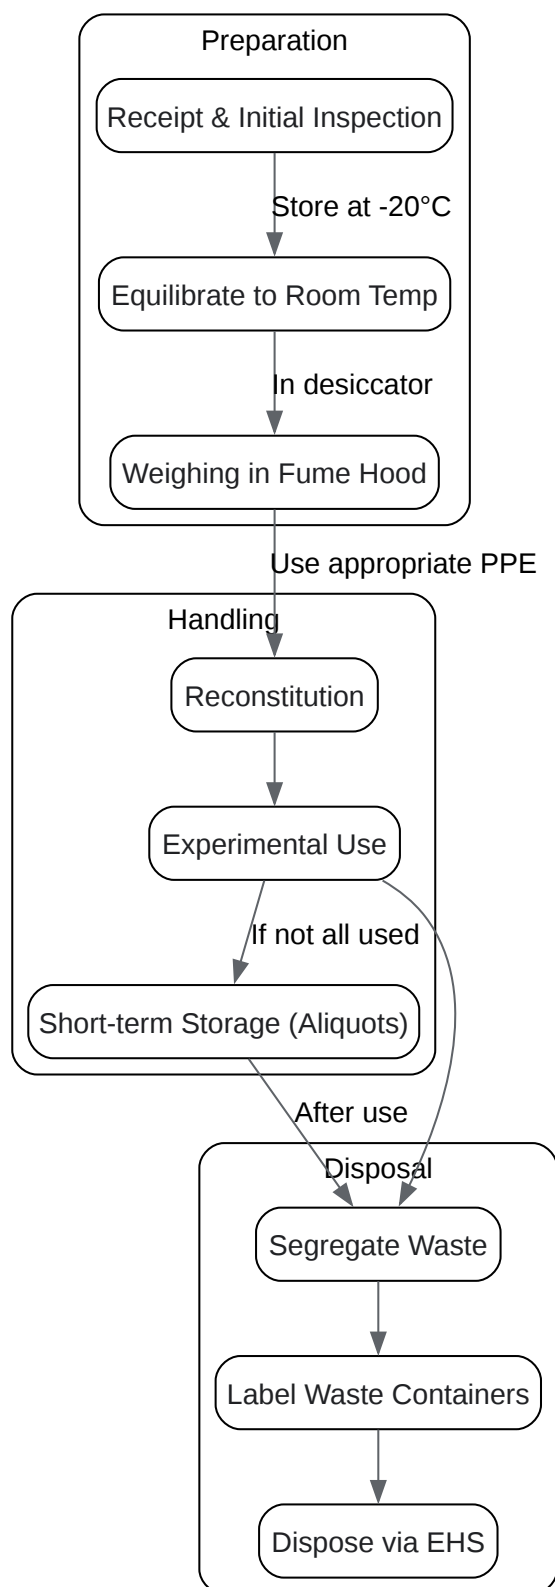 Preparation
Receipt & Initial Inspection
Store at -20°C
Equilibrate to Room Temp
In desiccator
Weighing in Fume Hood
Use appropriate PPE
Handling
Reconstitution
Experimental Use
If not all used
Short-term Storage (Aliquots)
After use
Disposal
Segregate Waste
Label Waste Containers
Dispose via EHS